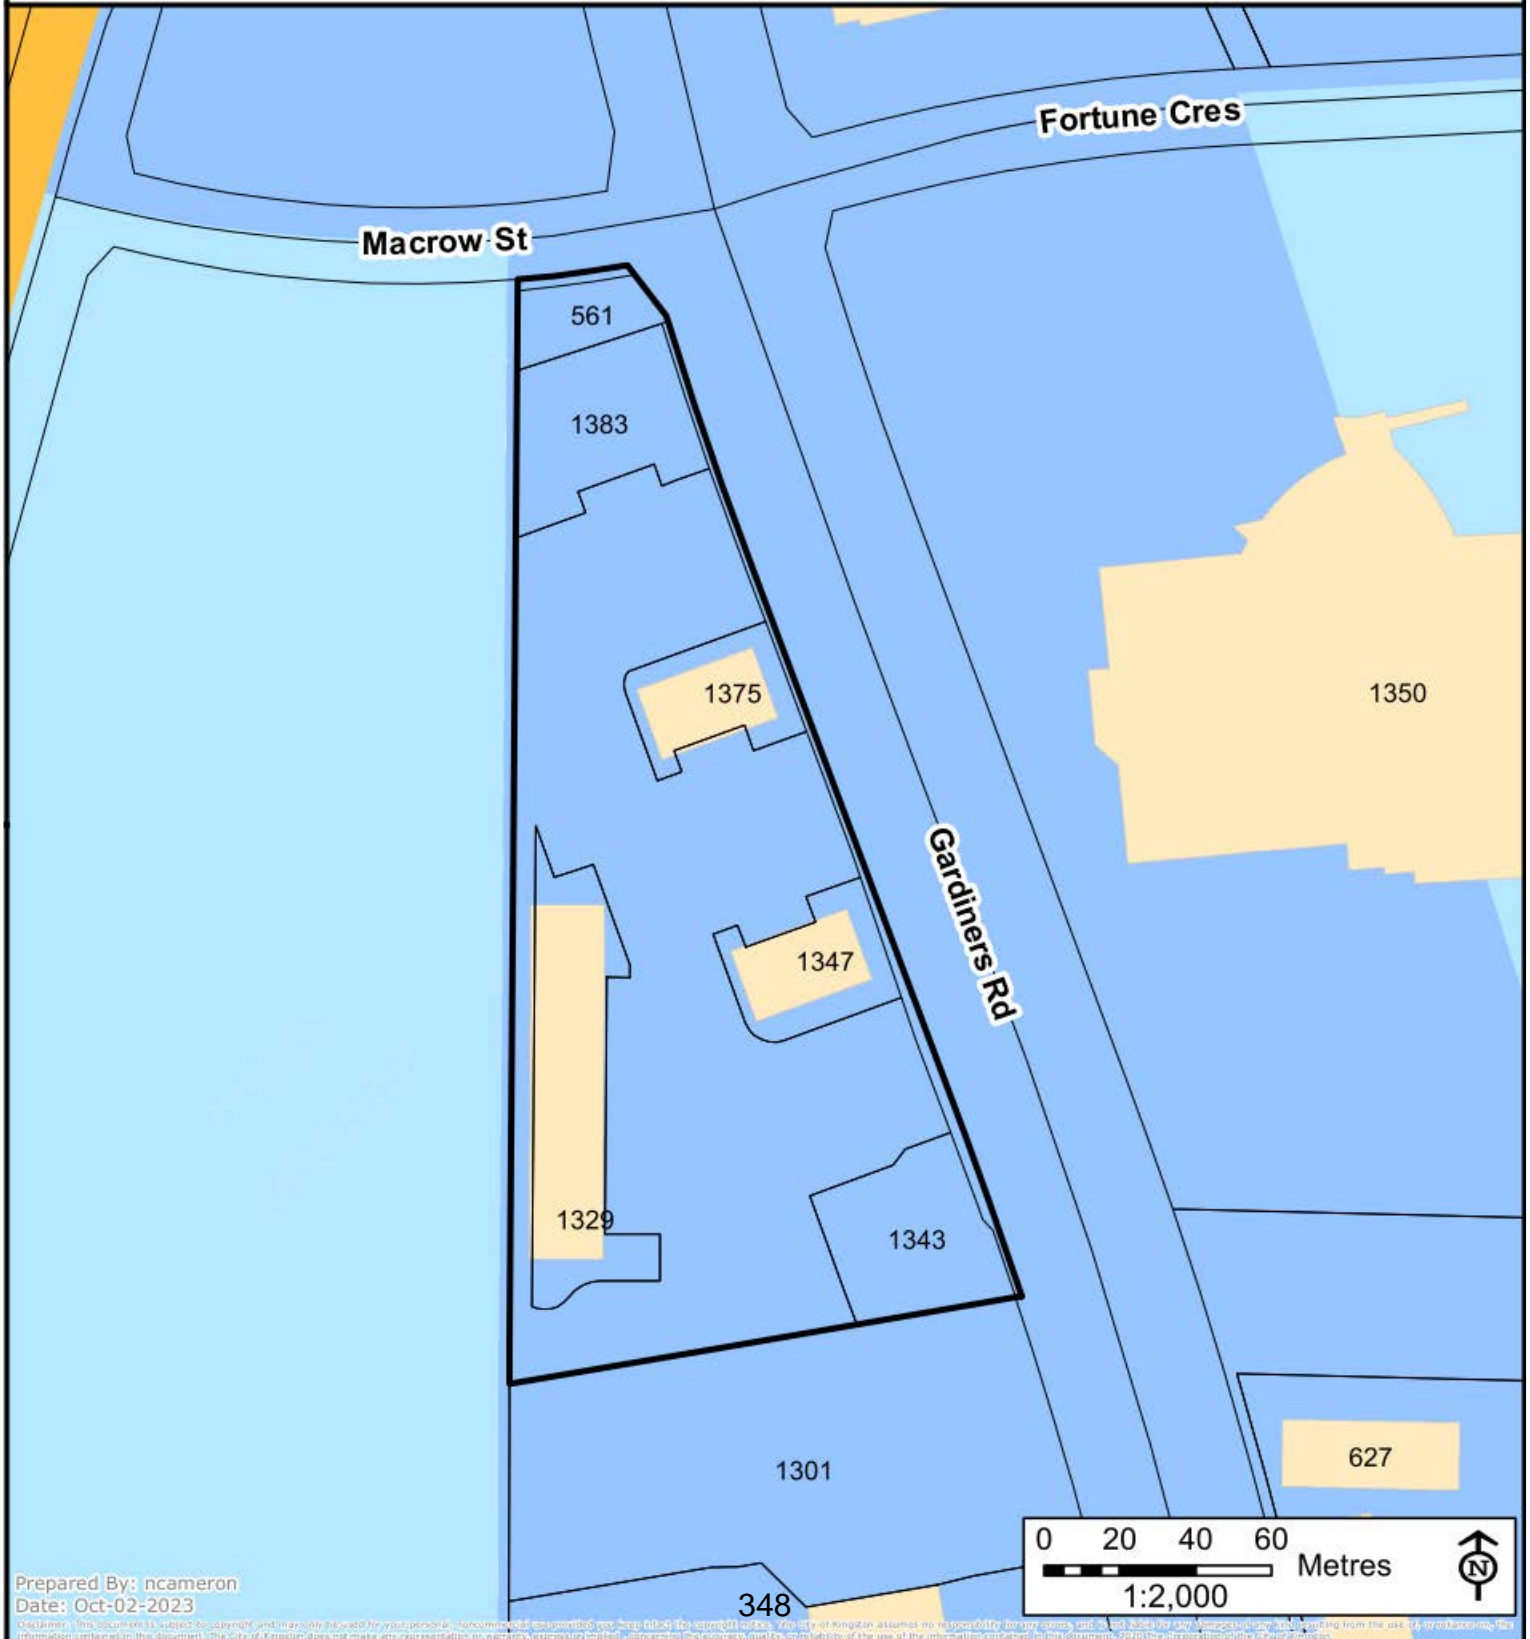 Fortune Cres
Macrow St
561
1383
1375
1350
Gardiners Rd
1347
1329
1343
1301
627
0 20 40 60
Metres
N
1:2,000
Prepared By: ncameron
Date: Oct-02-2023
348